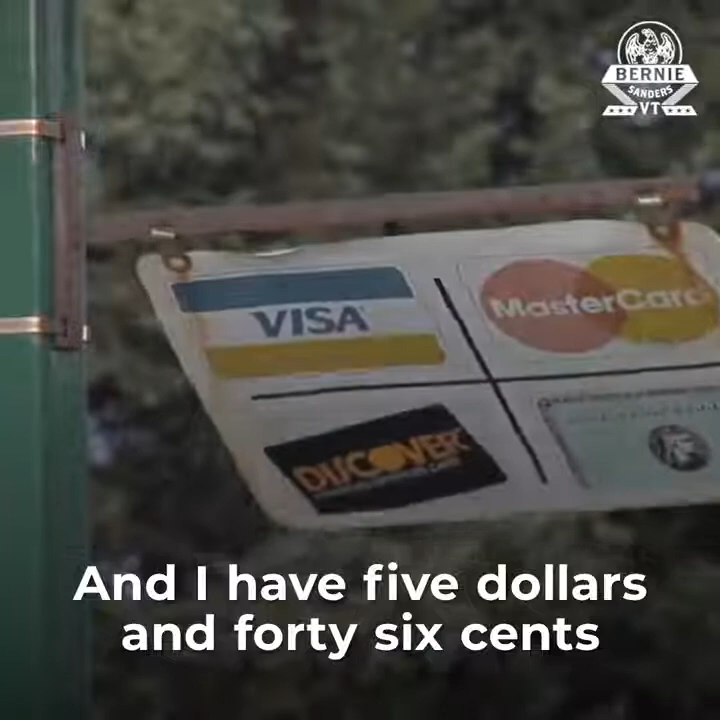 BERNIE
SANDERS
VT
VISA
MasterCard
DISCOVER
And I have five dollars
and forty six cents